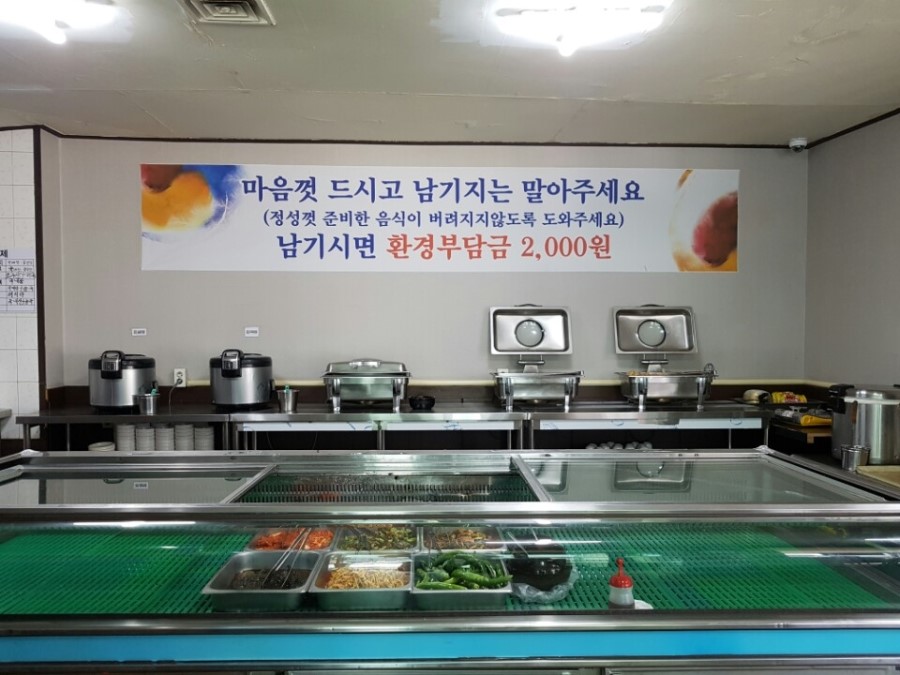 마음껏 드시고 남기지는 말아주세요
(정성껏 준비한 음식이 버려지지않도록 도와주세요)
남기시면 환경부담금 2,000원
제